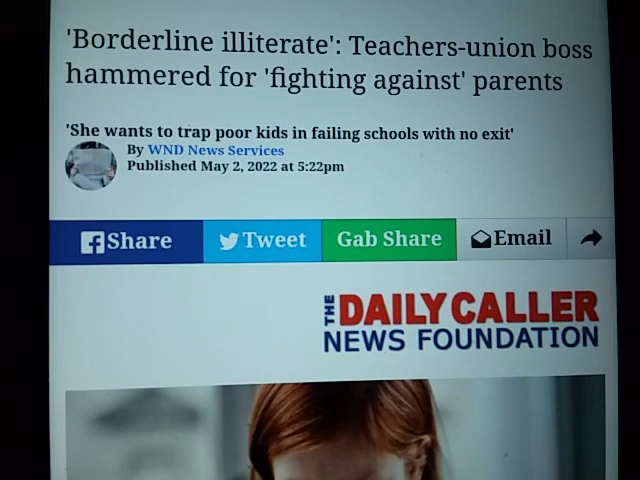 'Borderline illiterate': Teachers-union boss
hammered for 'fighting against' parents
'She wants to trap poor kids in failing schools with no exit'
By WND News Services
Published May 2, 2022 at 5:22pm
Share Tweet Gab Share Email
THE DAILY CALLER
NEWS FOUNDATION